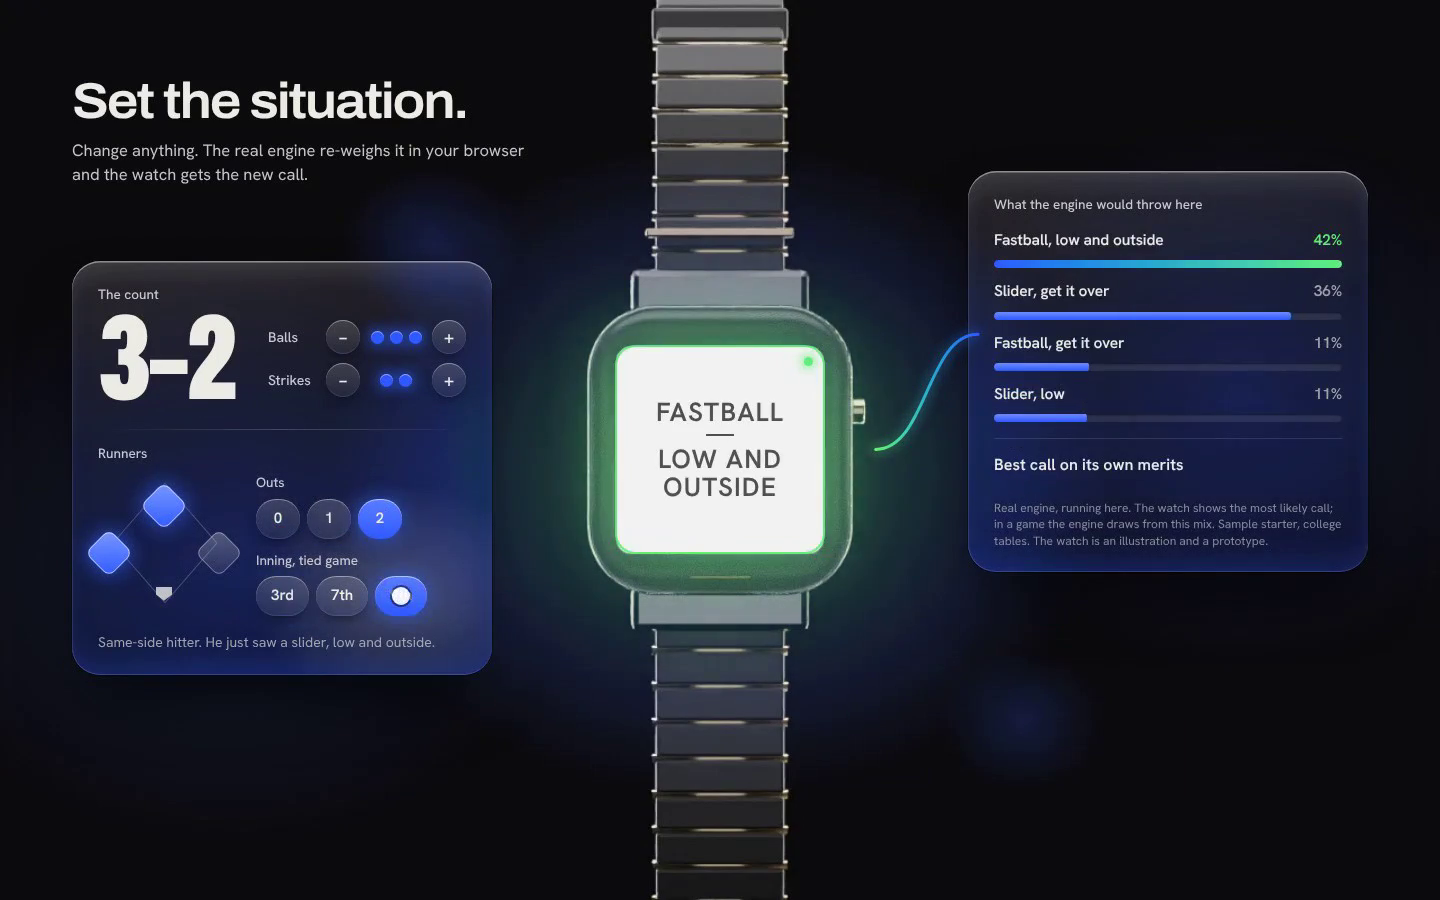 Set the situation.
Change anything. The real engine re-weighs it in your browser
and the watch gets the new call.
The count
3–2
Balls
−
+
Strikes
−
+
Runners
Outs
0 1 2
Inning, tied game
3rd 7th
Same-side hitter. He just saw a slider, low and outside.
FASTBALL
LOW AND
OUTSIDE
What the engine would throw here
Fastball, low and outside 42%
Slider, get it over 36%
Fastball, get it over 11%
Slider, low 11%
Best call on its own merits
Real engine, running here. The watch shows the most likely call;
in a game the engine draws from this mix. Sample starter, college
tables. The watch is an illustration and a prototype.